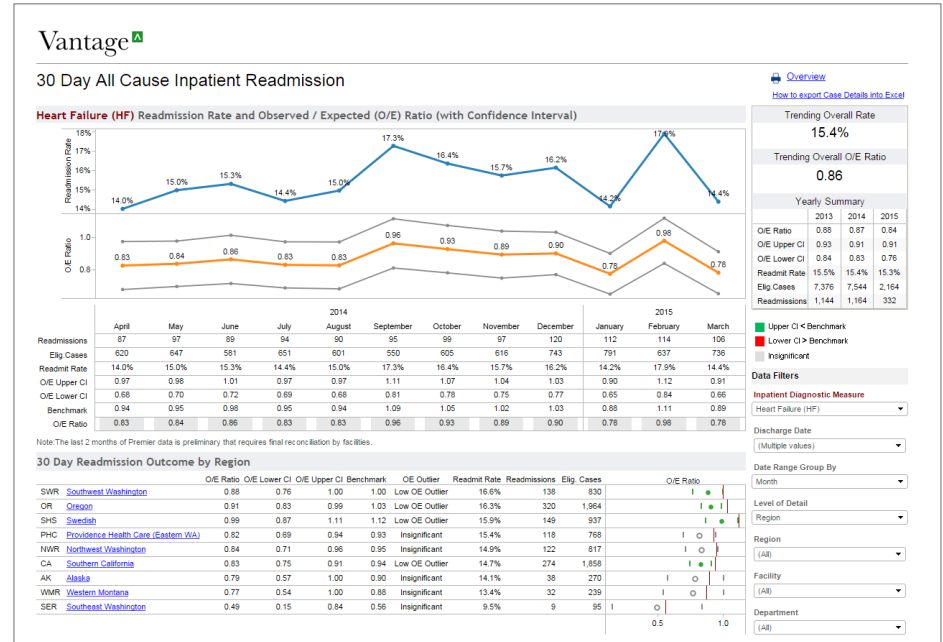 Vantage
30 Day All Cause Inpatient Readmission
Overview
How to export Case Details into Excel
Heart Failure (HF) Readmission Rate and Observed / Expected (O/E) Ratio (with Confidence Interval)
Readmission Rate
18%
17%
16%
15%
14%
14.0% 15.0% 15.3% 14.4% 15.0% 17.3% 16.4% 15.7% 16.2% 14.2% 17.9% 14.4%
O/E Ratio
1.0
0.8
0.83 0.84 0.86 0.83 0.83 0.96 0.93 0.89 0.90 0.78 0.98 0.78
2014 2015
April May June July August September October November December January February March
Readmissions 87 97 89 94 90 95 99 97 120 112 114 106
Elig.Cases 620 647 581 651 601 550 605 616 743 791 637 736
Readmit Rate 14.0% 15.0% 15.3% 14.4% 15.0% 17.3% 16.4% 15.7% 16.2% 14.2% 17.9% 14.4%
O/E Upper CI 0.97 0.98 1.01 0.97 0.97 1.11 1.07 1.04 1.03 0.90 1.12 0.91
O/E Lower CI 0.68 0.70 0.72 0.69 0.68 0.81 0.78 0.75 0.77 0.65 0.84 0.66
Benchmark 0.94 0.95 0.98 0.95 0.94 1.09 1.05 1.02 1.03 0.88 1.11 0.89
O/E Ratio 0.83 0.84 0.86 0.83 0.83 0.96 0.93 0.89 0.90 0.78 0.98 0.78
Note:The last 2 months of Premier data is preliminary that requires final reconciliation by facilities.
30 Day Readmission Outcome by Region
O/E Ratio O/E Lower CI O/E Upper CI Benchmark OE Outlier Readmit Rate Readmissions Elig. Cases O/E Ratio
SWR Southwest Washington 0.88 0.76 1.00 1.00 Low OE Outlier 16.6% 138 830
OR Oregon 0.91 0.83 0.99 1.03 Low OE Outlier 16.3% 320 1,964
SHS Swedish 0.99 0.87 1.11 1.12 Low OE Outlier 15.9% 149 937
PHC Providence Health Care (Eastern WA) 0.82 0.69 0.94 0.93 Insignificant 15.4% 118 768
NWR Northwest Washington 0.84 0.71 0.96 0.95 Insignificant 14.9% 122 817
CA Southern California 0.83 0.75 0.91 0.94 Low OE Outlier 14.7% 274 1,858
AK Alaska 0.79 0.57 1.00 0.90 Insignificant 14.1% 38 270
WMR Western Montana 0.77 0.54 1.00 0.88 Insignificant 13.4% 32 239
SER Southeast Washington 0.49 0.15 0.84 0.56 Insignificant 9.5% 9 95
0.5 1.0
Trending Overall Rate
15.4%
Trending Overall O/E Ratio
0.86
Yearly Summary
2013 2014 2015
O/E Ratio 0.88 0.87 0.84
O/E Upper CI 0.93 0.91 0.91
O/E Lower CI 0.84 0.83 0.76
Readmit Rate 15.5% 15.4% 15.3%
Elig.Cases 7,376 7,544 2,164
Readmissions 1,144 1,164 332
Upper CI < Benchmark
Lower CI > Benchmark
Insignificant
Data Filters
Inpatient Diagnostic Measure
Heart Failure (HF)
Discharge Date
(Multiple values)
Date Range Group By
Month
Level of Detail
Region
Region
(All)
Facility
(All)
Department
(All)